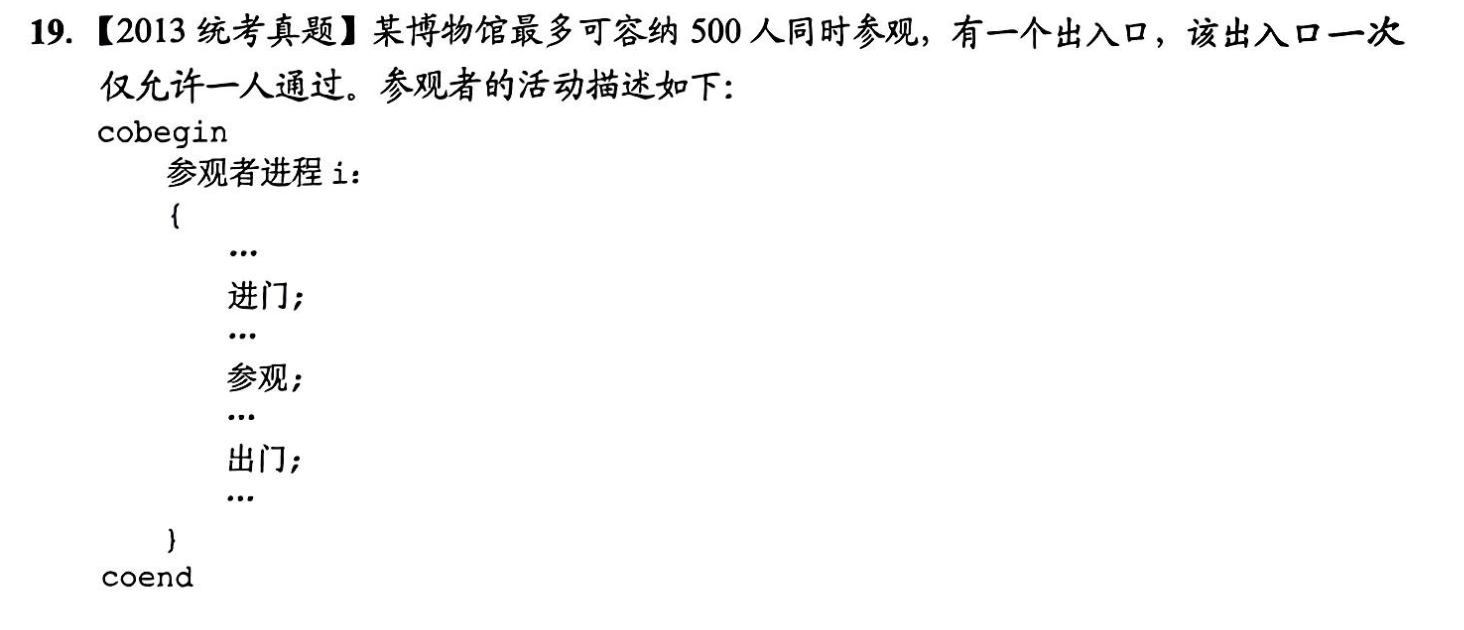 19.【2013 统考真题】某博物馆最多可容纳 500 人同时参观，有一个出入口，该出入口一次
仅允许一人通过。参观者的活动描述如下：
cobegin
参观者进程 i：
{
…
进门；
…
参观；
…
出门；
…
}
coend